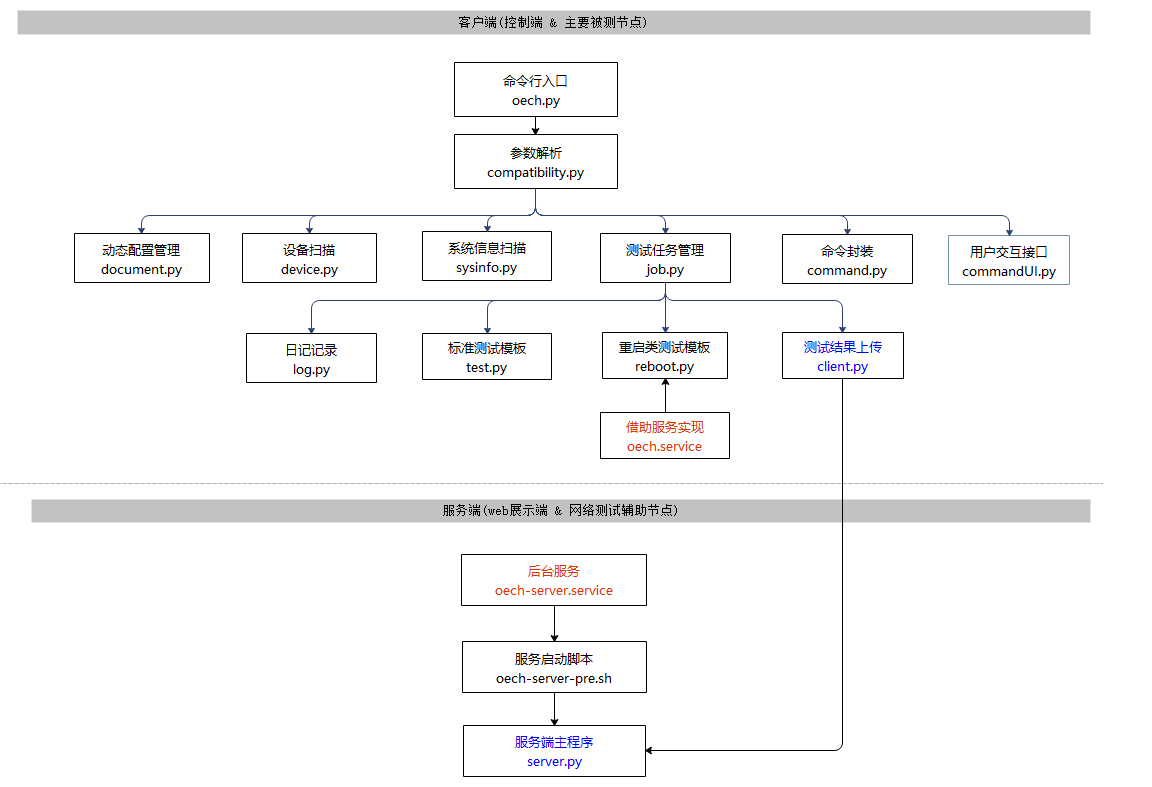 客户端(控制端 & 主要被测节点)
命令行入口
oech.py
参数解析
compatibility.py
动态配置管理
document.py
设备扫描
device.py
系统信息扫描
sysinfo.py
测试任务管理
job.py
命令封装
command.py
用户交互接口
commandUI.py
日记记录
log.py
标准测试模板
test.py
重启类测试模板
reboot.py
测试结果上传
client.py
借助服务实现
oech.service
服务端(web展示端 & 网络测试辅助节点)
后台服务
oech-server.service
服务启动脚本
oech-server-pre.sh
服务端主程序
server.py